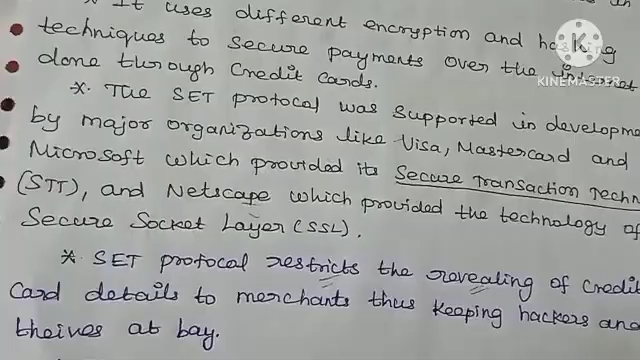 * It uses different encryption and hashing
techniques to secure payments over the internet
done through Credit Cards.
* The SET protocal was supported in developme
by major organizations like Visa, Mastercard and
Microsoft which provided its Secure Transaction Techn
(STT), and Netscape which provided the technology of
Secure Socket Layer (SSL).
* SET protocal restricts the revealing of Credit
Card details to merchants thus keeping hackers and
theives at bay.
K
KINEMASTER